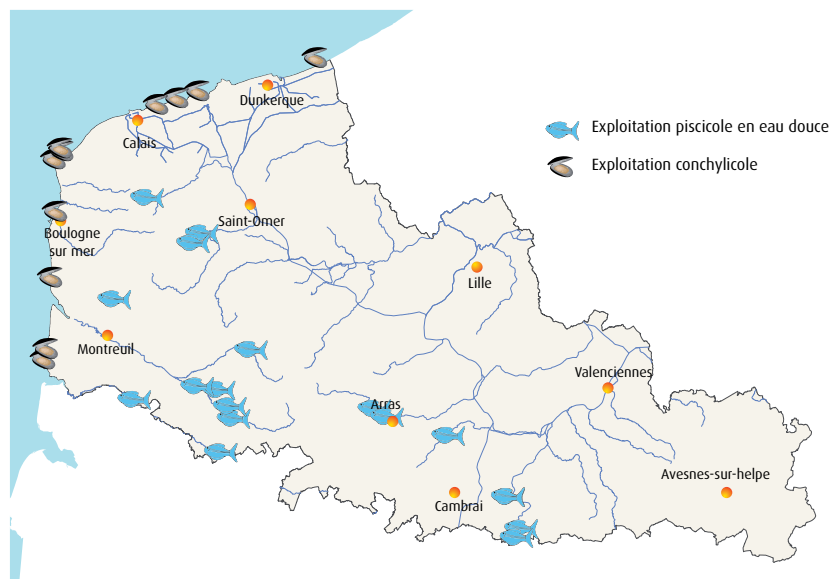 Dunkerque
Exploitation piscicole en eau douce
Calais
Exploitation conchylicole
Saint-Omer
Boulogne
sur mer
Lille
Montreuil
Valenciennes
Arras
Avesnes-sur-helpe
Cambrai